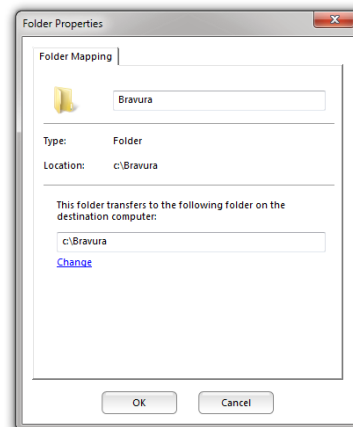 Folder Properties
Folder Mapping
Bravura
Type: Folder
Location: c:\Bravura
This folder transfers to the following folder on the
destination computer:
c:\Bravura
Change
OK Cancel